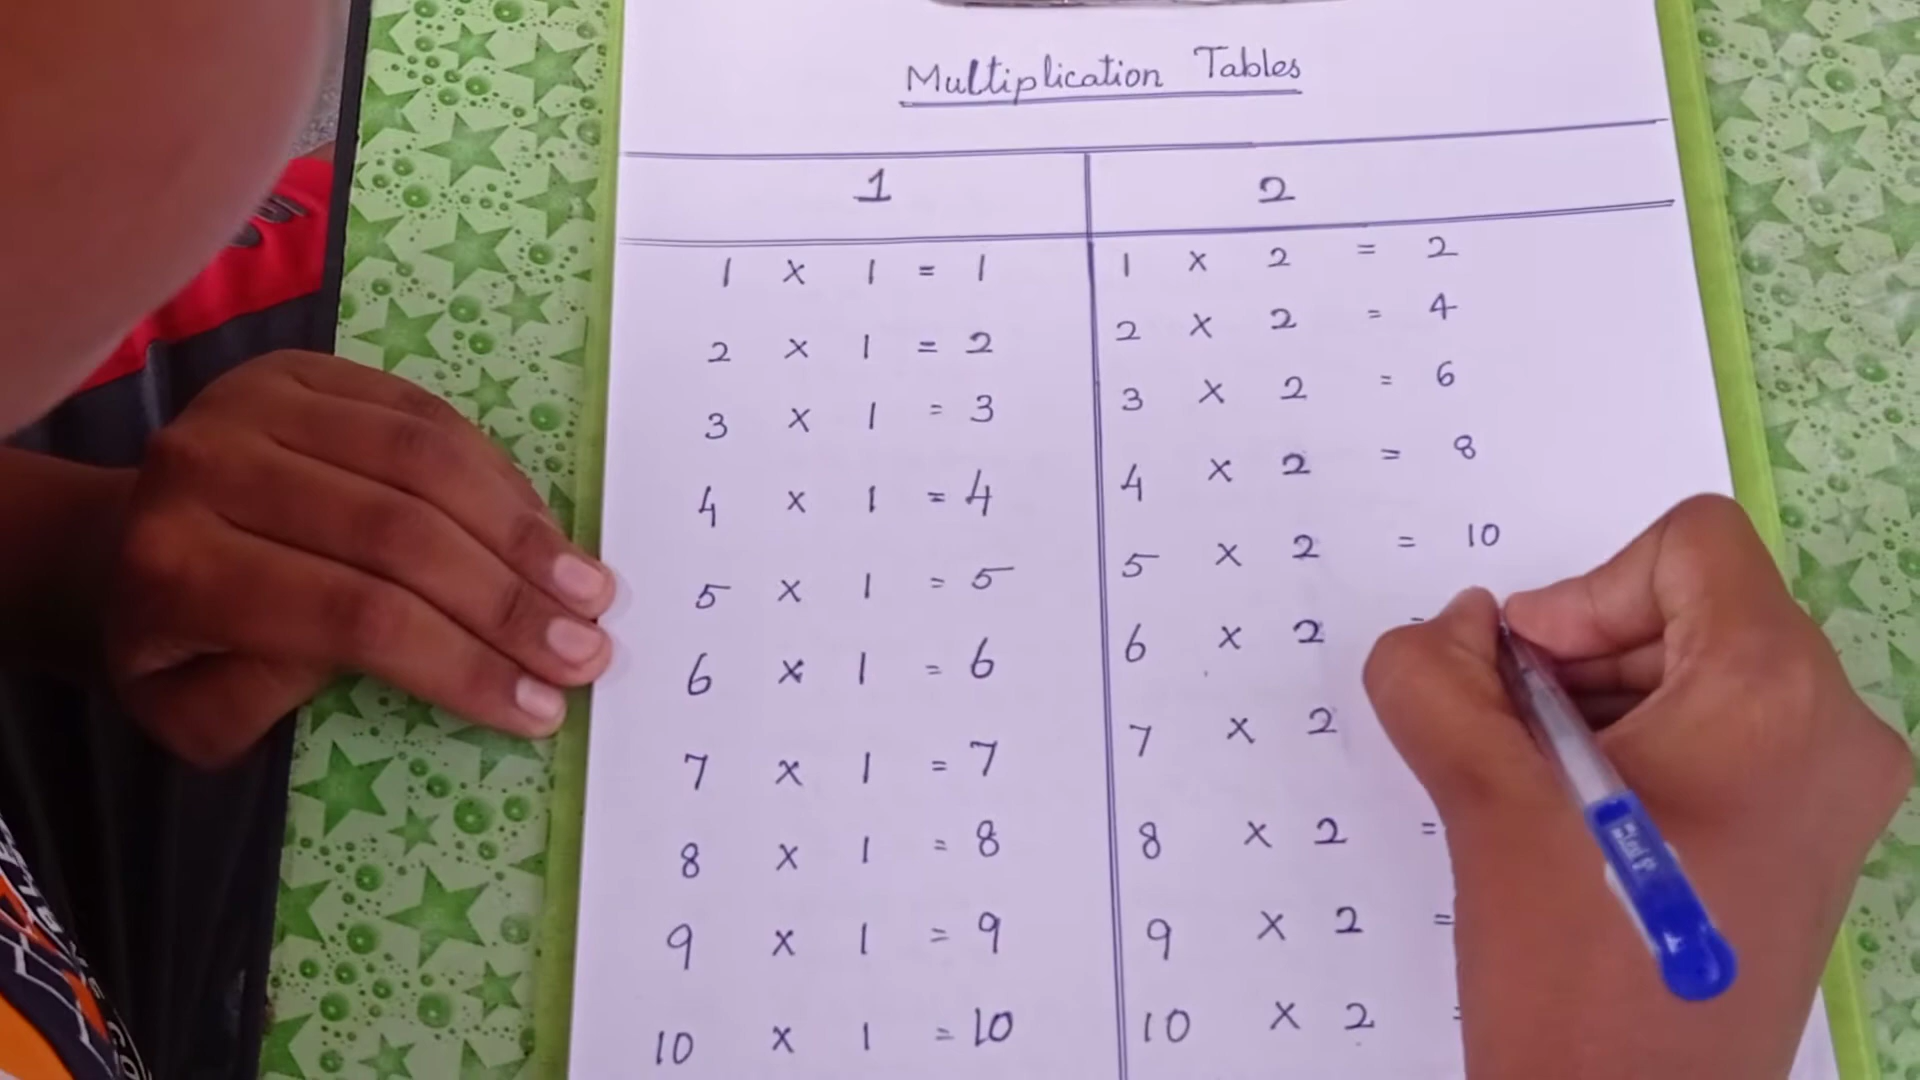 Multiplication Tables
1
1 x 1 = 1
2 x 1 = 2
3 x 1 = 3
4 x 1 = 4
5 x 1 = 5
6 x 1 = 6
7 x 1 = 7
8 x 1 = 8
9 x 1 = 9
10 x 1 = 10
2
1 x 2 = 2
2 x 2 = 4
3 x 2 = 6
4 x 2 = 8
5 x 2 = 10
6 x 2 =
7 x 2
8 x 2 =
9 x 2 =
10 x 2 =